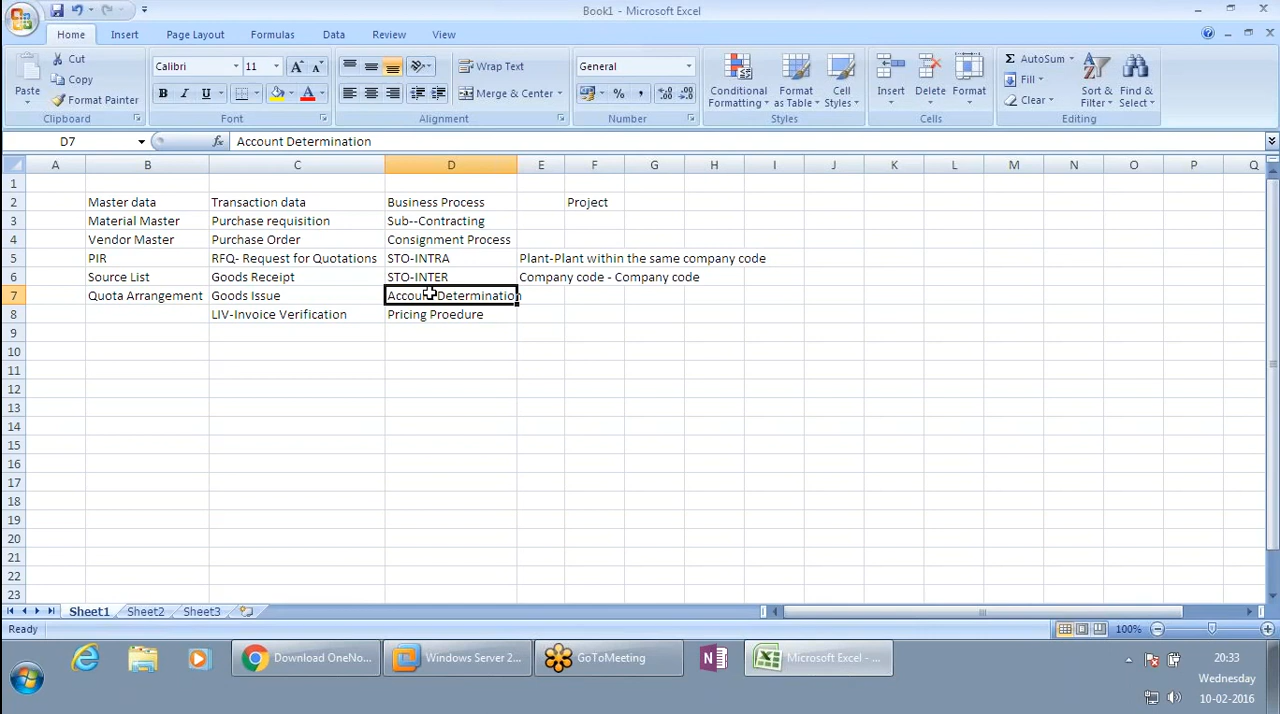 Book1 - Microsoft Excel
Home Insert Page Layout Formulas Data Review View
Paste
Cut
Copy
Format Painter
Clipboard
Calibri 11
B I U
Font
Wrap Text
Merge & Center
Alignment
General
Number
Conditional Formatting
Format as Table
Cell Styles
Styles
Insert Delete Format
Cells
Σ AutoSum
Fill
Clear
Sort & Filter
Find & Select
Editing
D7 fx Account Determination
A B C D E F G H I J K L M N O P Q
1
2 Master data Transaction data Business Process Project
3 Material Master Purchase requisition Sub--Contracting
4 Vendor Master Purchase Order Consignment Process
5 PIR RFQ- Request for Quotations STO-INTRA Plant-Plant within the same company code
6 Source List Goods Receipt STO-INTER Company code - Company code
7 Quota Arrangement Goods Issue Account Determination
8 LIV-Invoice Verification Pricing Proedure
9
10
11
12
13
14
15
16
17
18
19
20
21
22
23
Sheet1 Sheet2 Sheet3
Ready 100%
Download OneNo... Windows Server 2... GoToMeeting Microsoft Excel - ...
20:33
Wednesday
10-02-2016